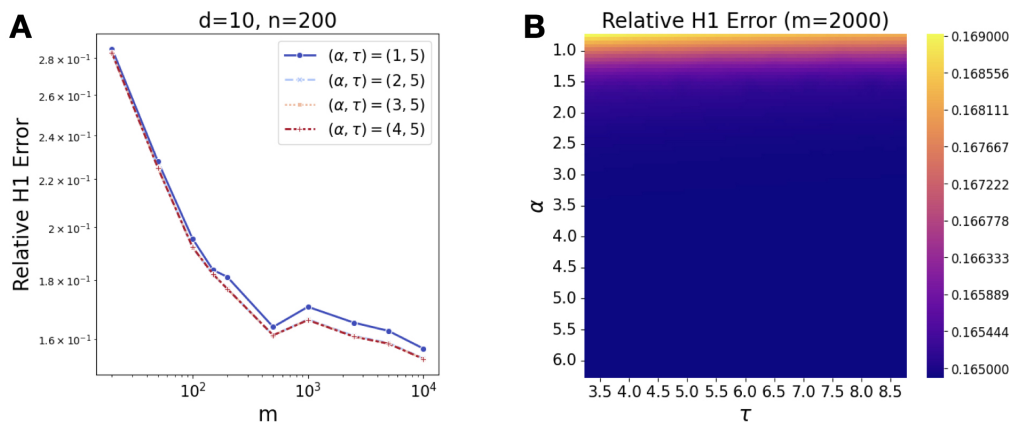 A
d=10, n=200
Relative H1 Error
2.8 × 10⁻¹
2.6 × 10⁻¹
2.4 × 10⁻¹
2.2 × 10⁻¹
2 × 10⁻¹
1.8 × 10⁻¹
1.6 × 10⁻¹
(α, τ) = (1, 5)
(α, τ) = (2, 5)
(α, τ) = (3, 5)
(α, τ) = (4, 5)
10² 10³ 10⁴
m
B
Relative H1 Error (m=2000)
α
1.0
1.5
2.0
2.5
3.0
3.5
4.0
4.5
5.0
5.5
6.0
3.5 4.0 4.5 5.0 5.5 6.0 6.5 7.0 7.5 8.0 8.5
τ
0.169000
0.168556
0.168111
0.167667
0.167222
0.166778
0.166333
0.165889
0.165444
0.165000